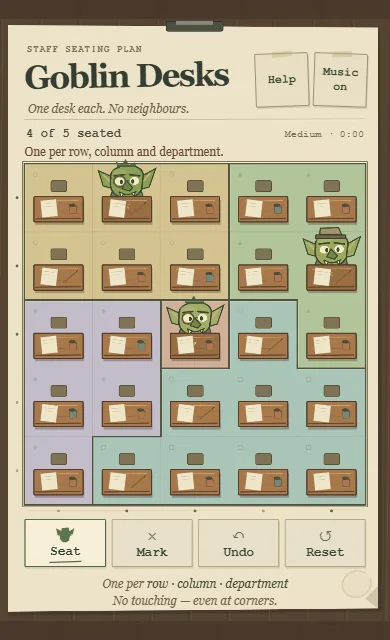 STAFF SEATING PLAN
Goblin Desks
Help
Music on
One desk each. No neighbours.
4 of 5 seated
Medium · 0:00
One per row, column and department.
Seat
Mark
Undo
Reset
One per row · column · department
No touching — even at corners.